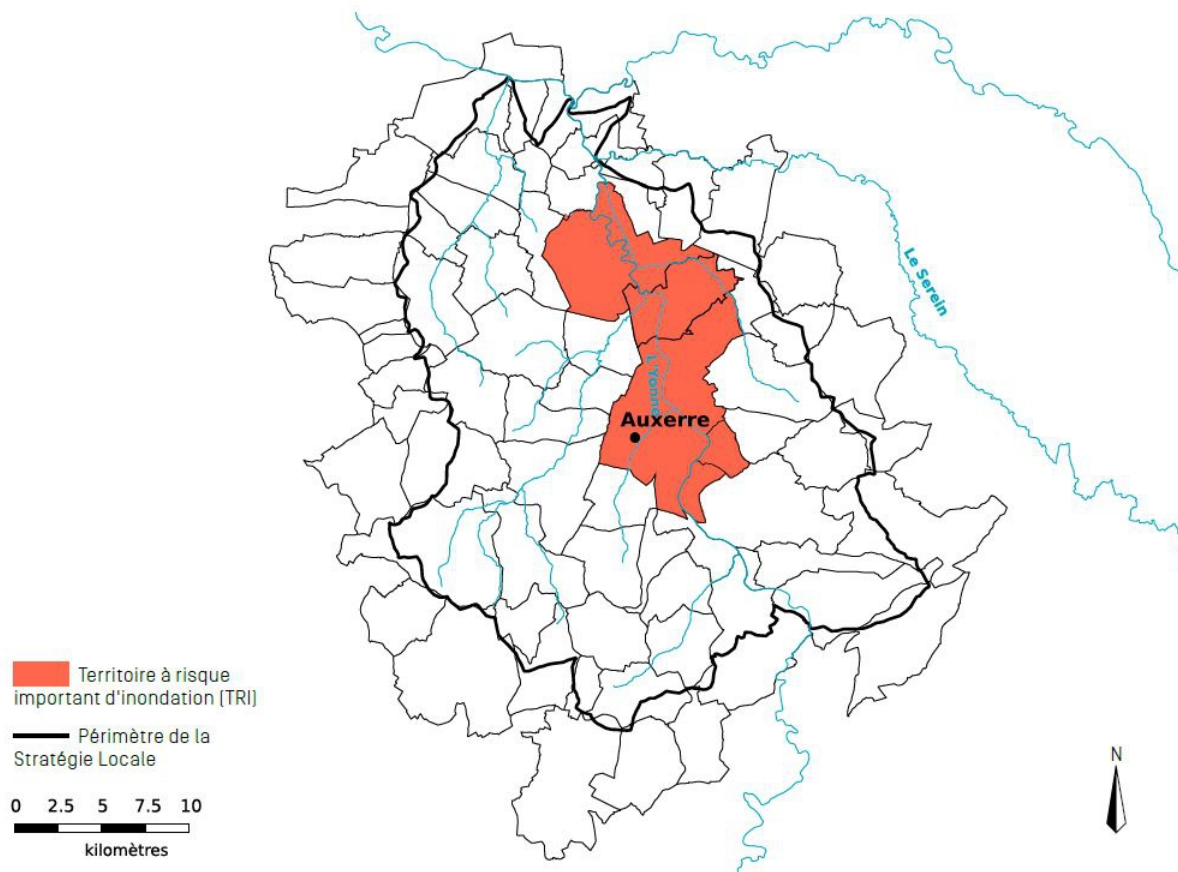 Le Serein
L'Yonne
Auxerre
Territoire à risque
important d'inondation (TRI)
Périmètre de la
Stratégie Locale
0 2.5 5 7.5 10
kilomètres
N